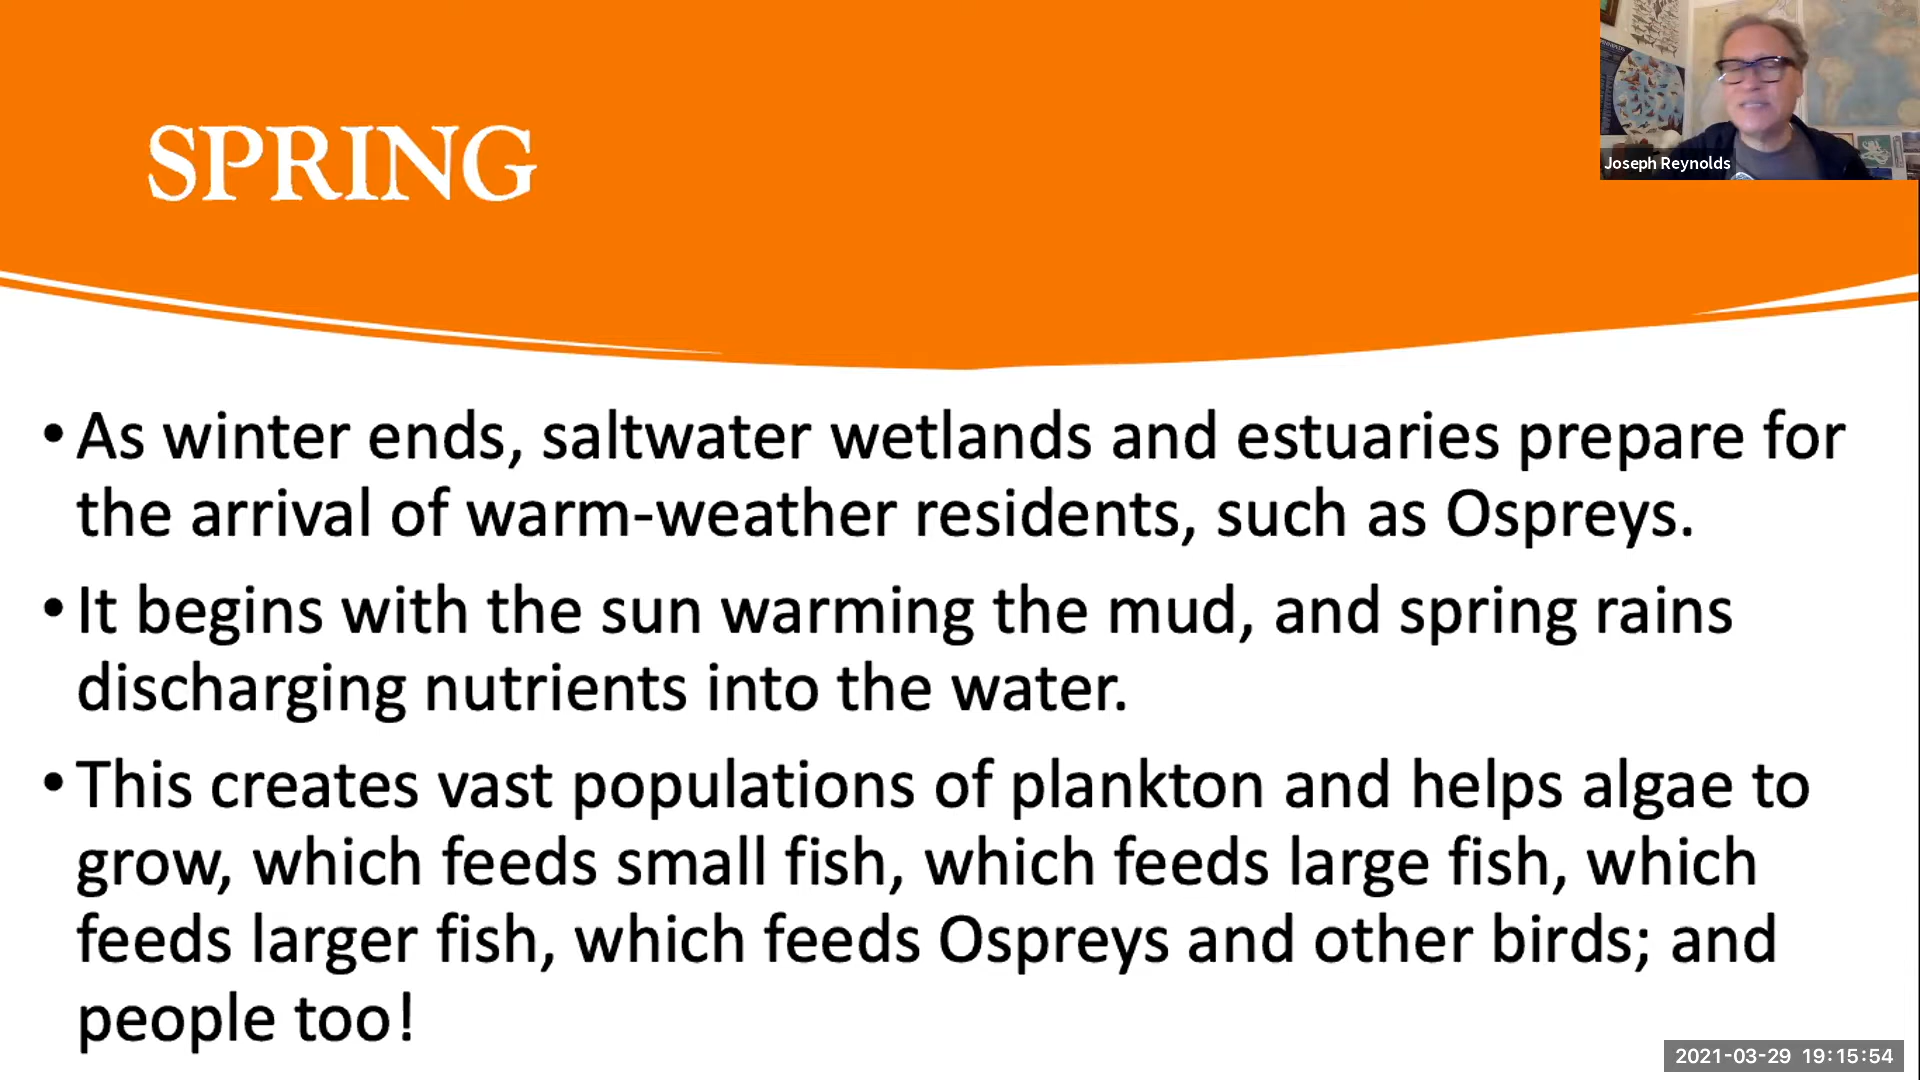 SPRING
Joseph Reynolds
•As winter ends, saltwater wetlands and estuaries prepare for
the arrival of warm-weather residents, such as Ospreys.
•It begins with the sun warming the mud, and spring rains
discharging nutrients into the water.
•This creates vast populations of plankton and helps algae to
grow, which feeds small fish, which feeds large fish, which
feeds larger fish, which feeds Ospreys and other birds; and
people too!
2021-03-29 19:15:54